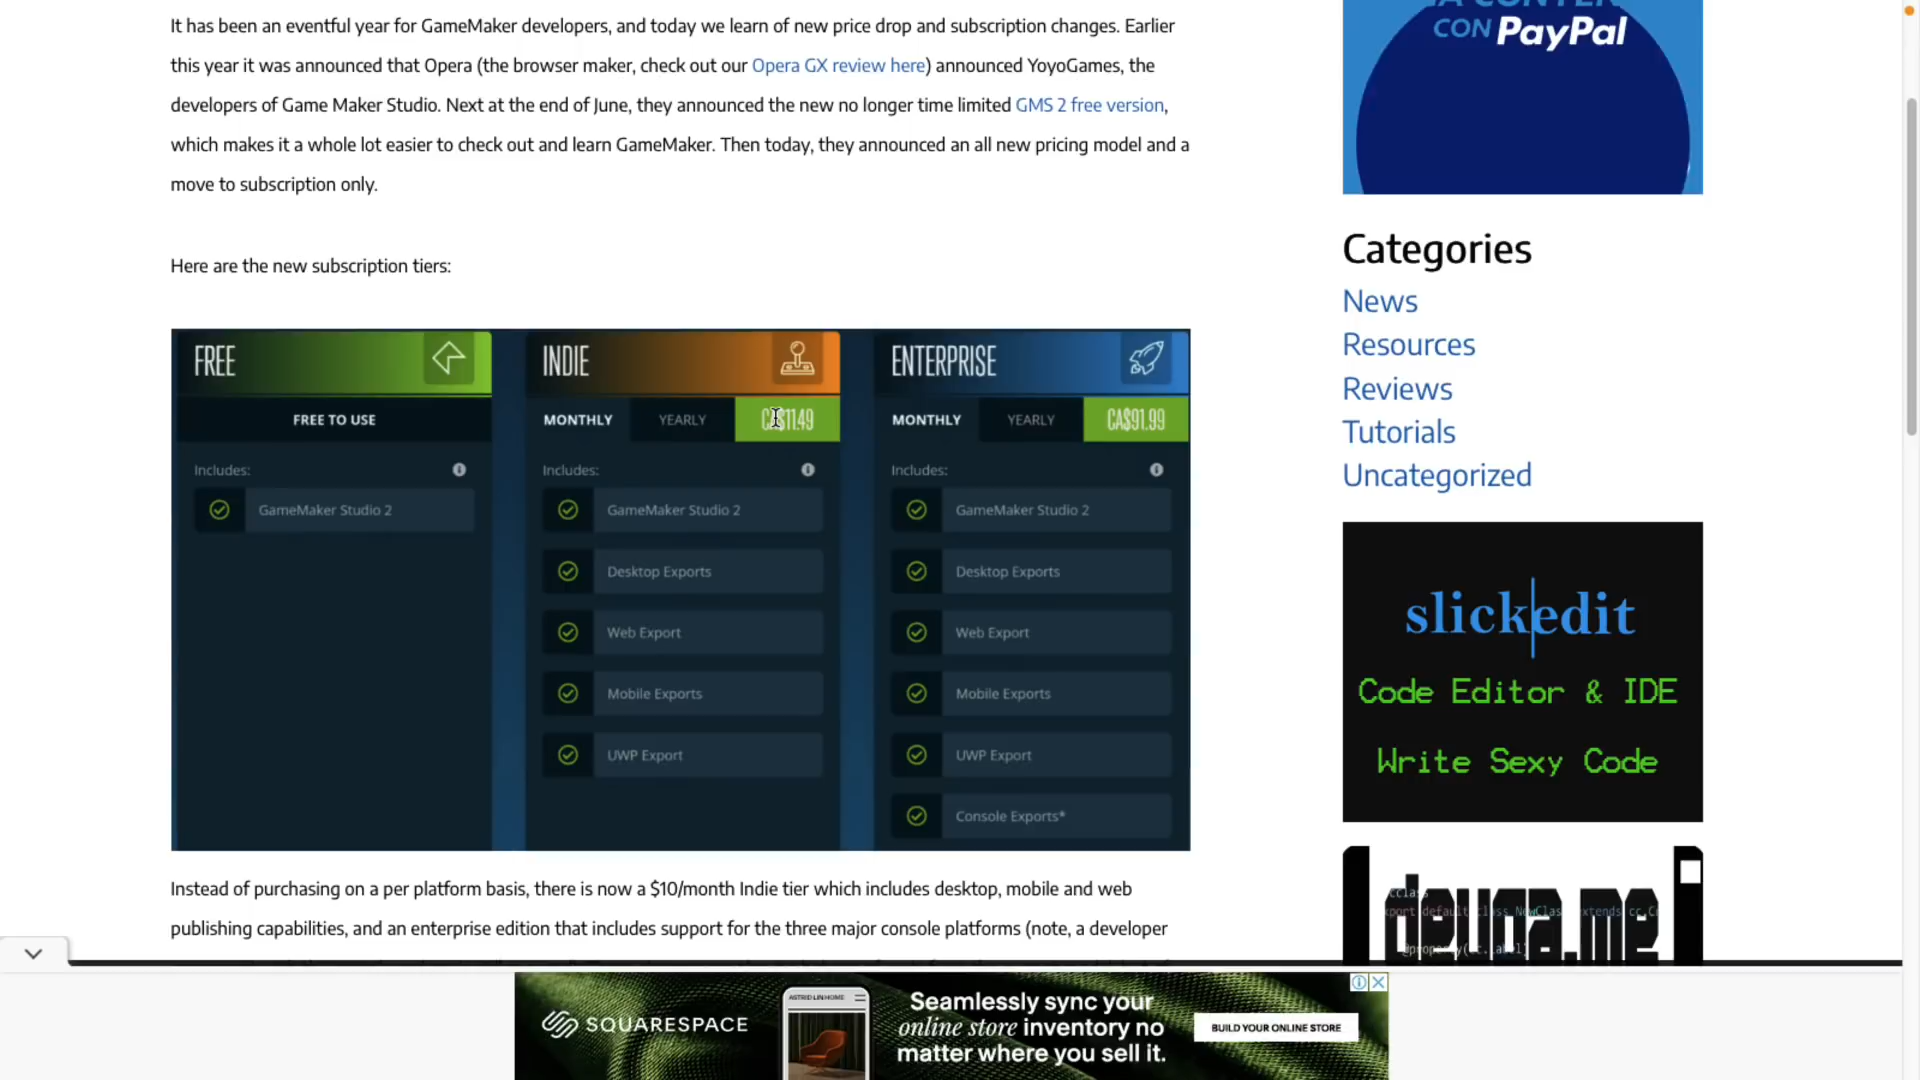 It has been an eventful year for GameMaker developers, and today we learn of new price drop and subscription changes. Earlier
this year it was announced that Opera (the browser maker, check out our Opera GX review here) announced YoyoGames, the
developers of Game Maker Studio. Next at the end of June, they announced the new no longer time limited GMS 2 free version,
which makes it a whole lot easier to check out and learn GameMaker. Then today, they announced an all new pricing model and a
move to subscription only.
Here are the new subscription tiers:
FREE
FREE TO USE
Includes:
GameMaker Studio 2
INDIE
MONTHLY YEARLY CA$11.49
Includes:
GameMaker Studio 2
Desktop Exports
Web Export
Mobile Exports
UWP Export
ENTERPRISE
MONTHLY YEARLY CA$91.99
Includes:
GameMaker Studio 2
Desktop Exports
Web Export
Mobile Exports
UWP Export
Console Exports*
Instead of purchasing on a per platform basis, there is now a $10/month Indie tier which includes desktop, mobile and web
publishing capabilities, and an enterprise edition that includes support for the three major console platforms (note, a developer
CON PayPal
Categories
News
Resources
Reviews
Tutorials
Uncategorized
slickedit
Code Editor & IDE
Write Sexy Code
devga.me
SQUARESPACE
ASTRID LIN HOME
Seamlessly sync your
online store inventory no
matter where you sell it.
BUILD YOUR ONLINE STORE